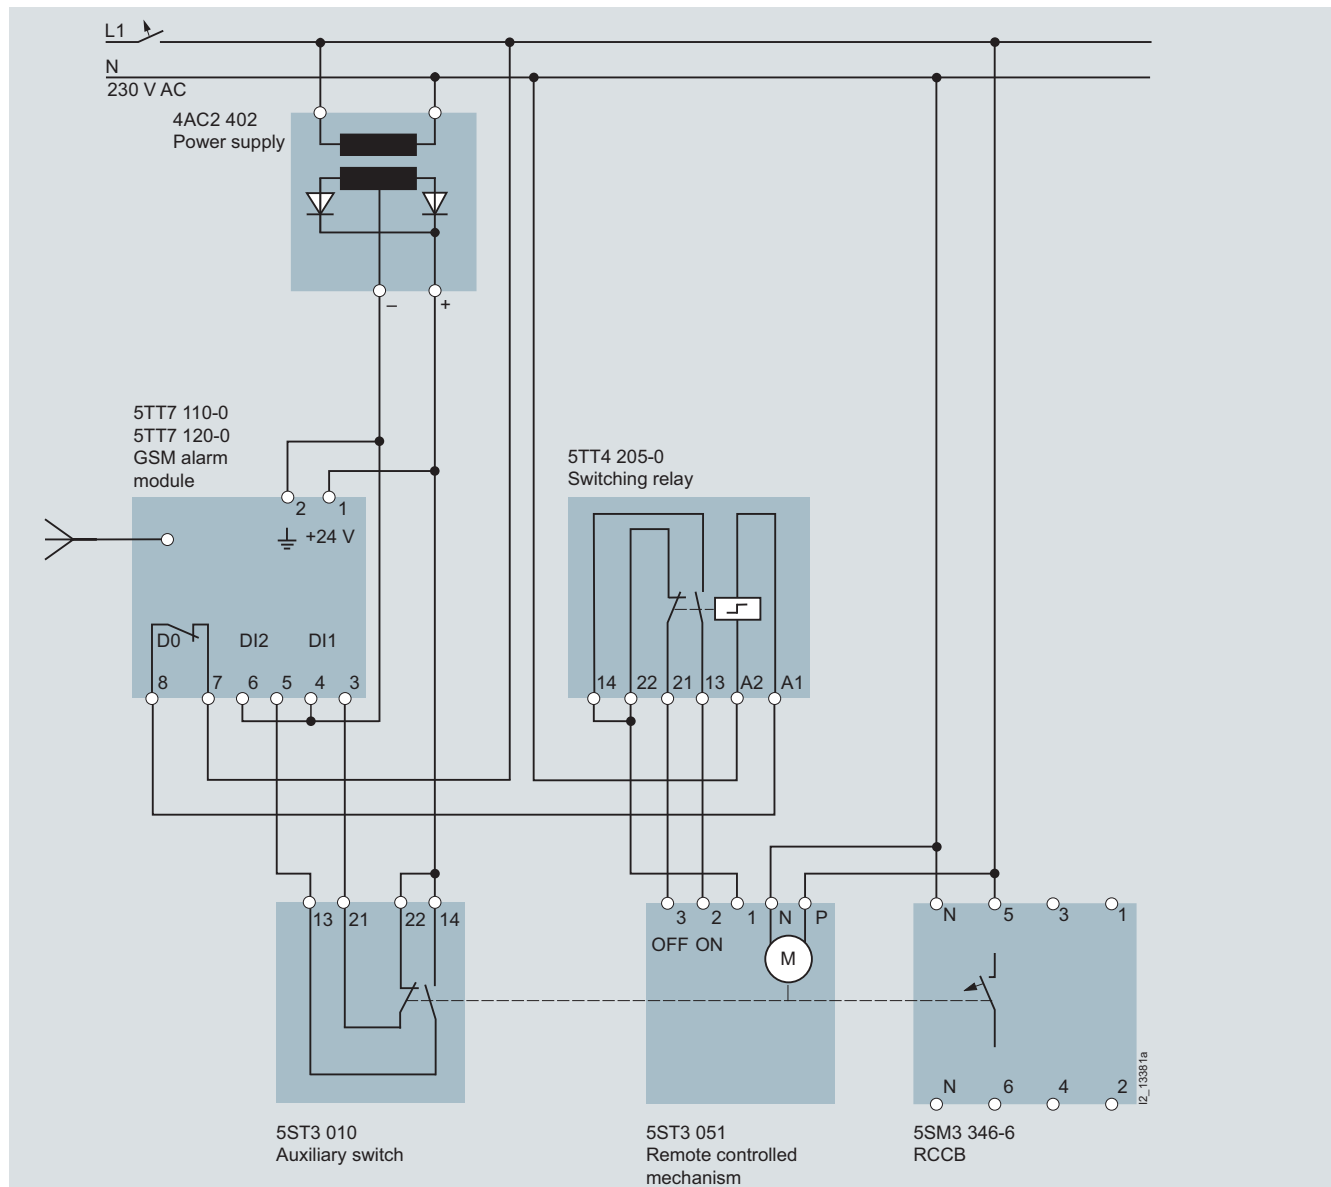 L1
N
230 V AC
4AC2 402
Power supply
– +
5TT7 110-0
5TT7 120-0
GSM alarm
module
2 1
+24 V
D0 DI2 DI1
8 7 6 5 4 3
5TT4 205-0
Switching relay
14 22 21 13 A2 A1
13 21 22 14
5ST3 010
Auxiliary switch
3 2 1 N P
OFF ON
M
5ST3 051
Remote controlled
mechanism
N 5 3 1
N 6 4 2
5SM3 346-6
RCCB
I2_13381a